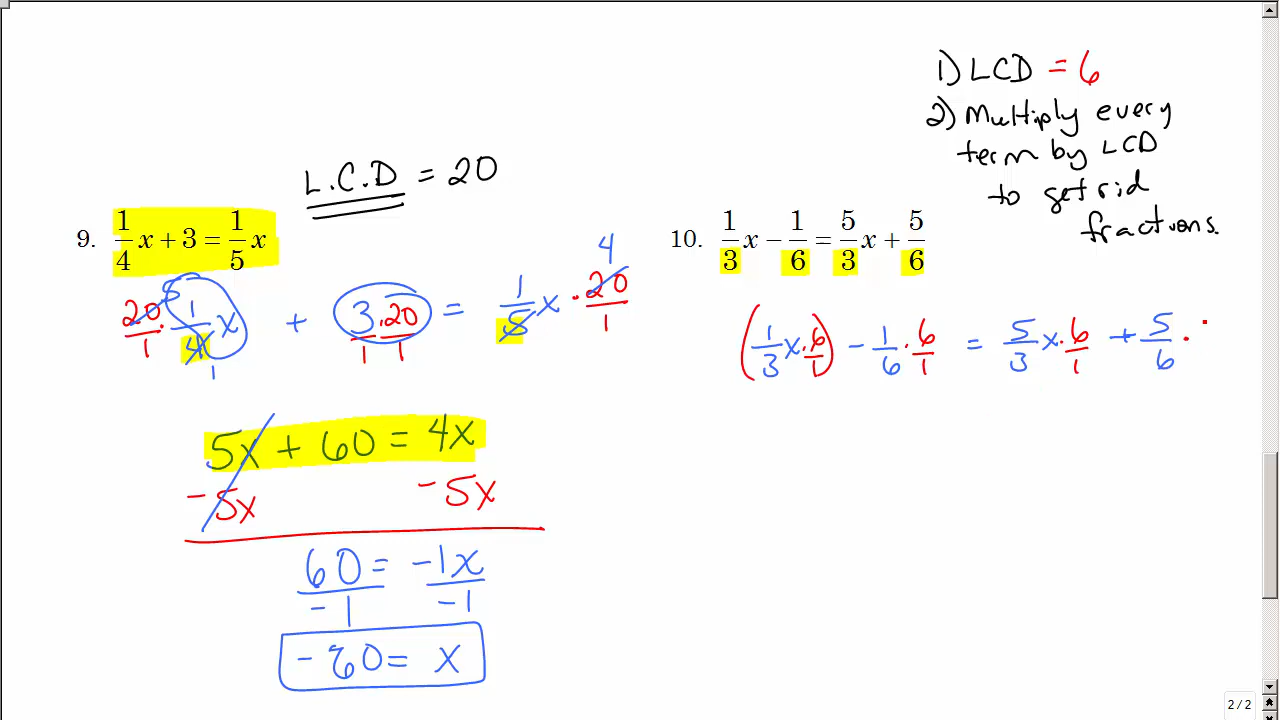 1) LCD = 6
2) Multiply every
term by LCD
to get rid
fractions.
L.C.D = 20
9. 1/4 x + 3 = 1/5 x
20/1 · 1/4 x + 3/1 · 20/1 = 1/5 x · 20/1
5
1
4
5x + 60 = 4x
-5x -5x
60 = -1x
-1 -1
-60 = x
10. 1/3 x − 1/6 = 5/3 x + 5/6
(1/3 x · 6/1) − 1/6 · 6/1 = 5/3 x · 6/1 + 5/6 ·
2/2